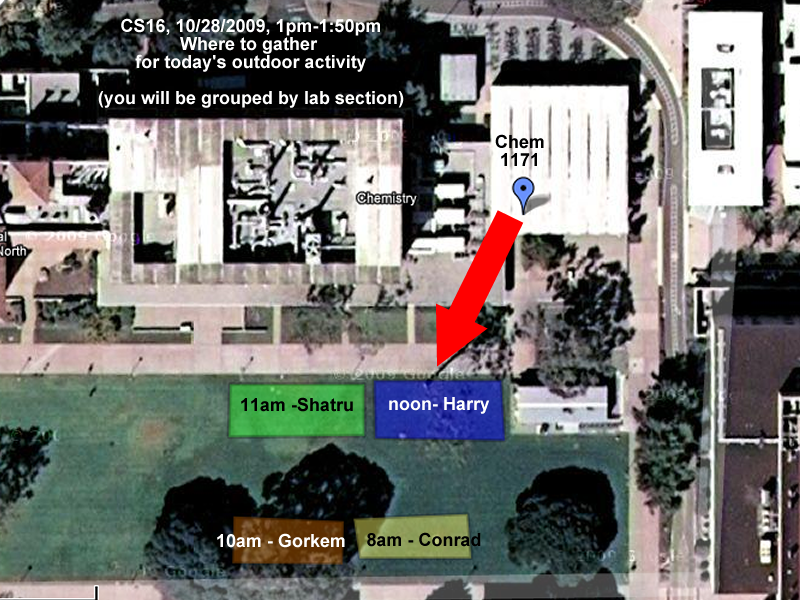 CS16, 10/28/2009, 1pm-1:50pm
Where to gather
for today's outdoor activity
(you will be grouped by lab section)
Chem
1171
Chemistry
al
North
© 2009 Google
11am -Shatru
noon- Harry
10am - Gorkem
8am - Conrad